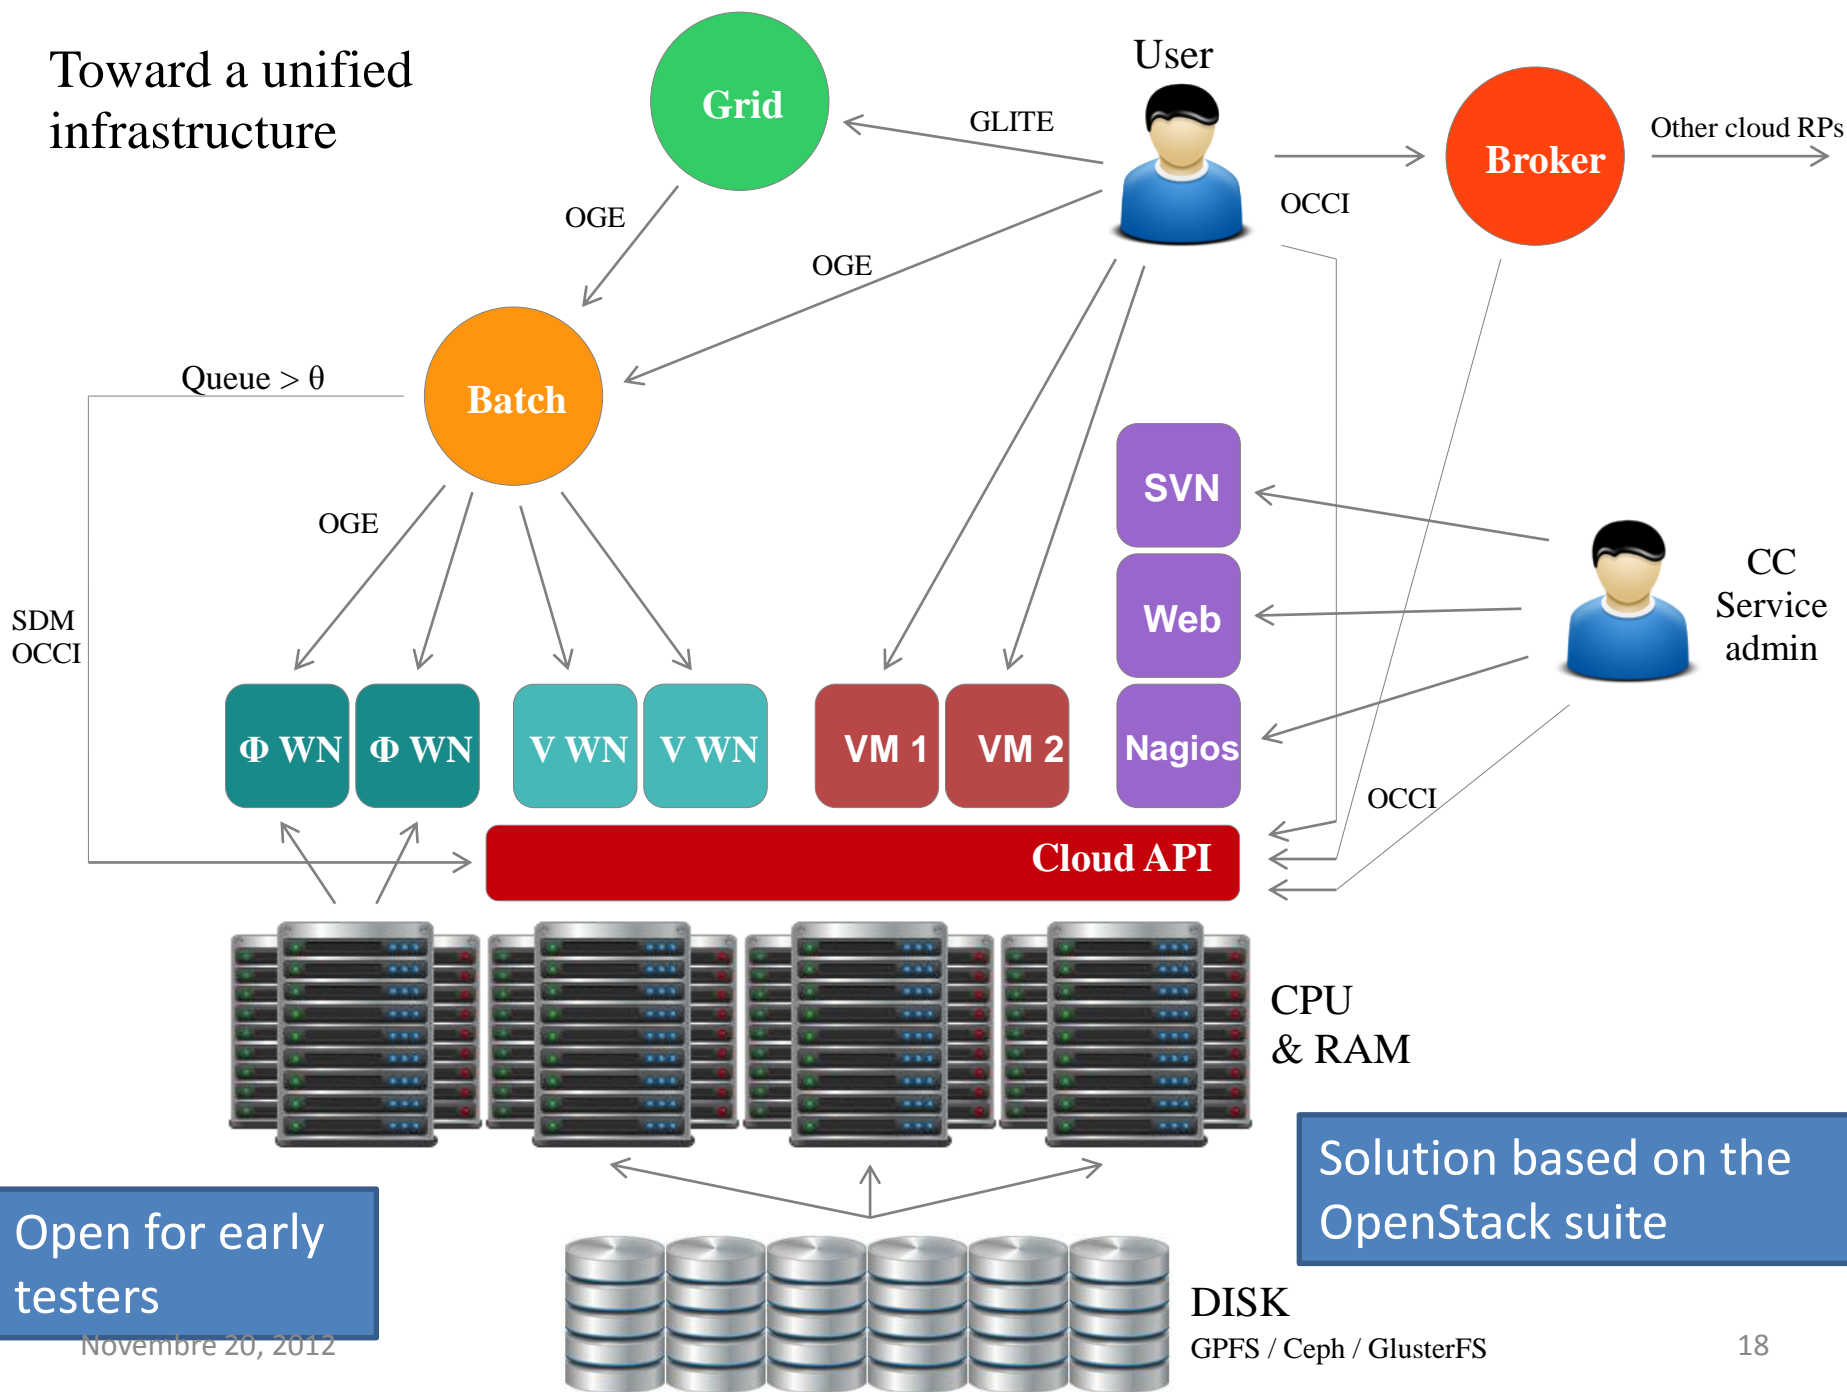 Toward a unified
infrastructure
Grid
User
GLITE
Broker
Other cloud RPs
OCCI
OGE
OGE
Queue > θ
Batch
OGE
SVN
Web
Nagios
CC
Service
admin
SDM
OCCI
Φ WN
Φ WN
V WN
V WN
VM 1
VM 2
OCCI
Cloud API
CPU
& RAM
Solution based on the
OpenStack suite
Open for early
testers
DISK
GPFS / Ceph / GlusterFS
Novembre 20, 2012
18